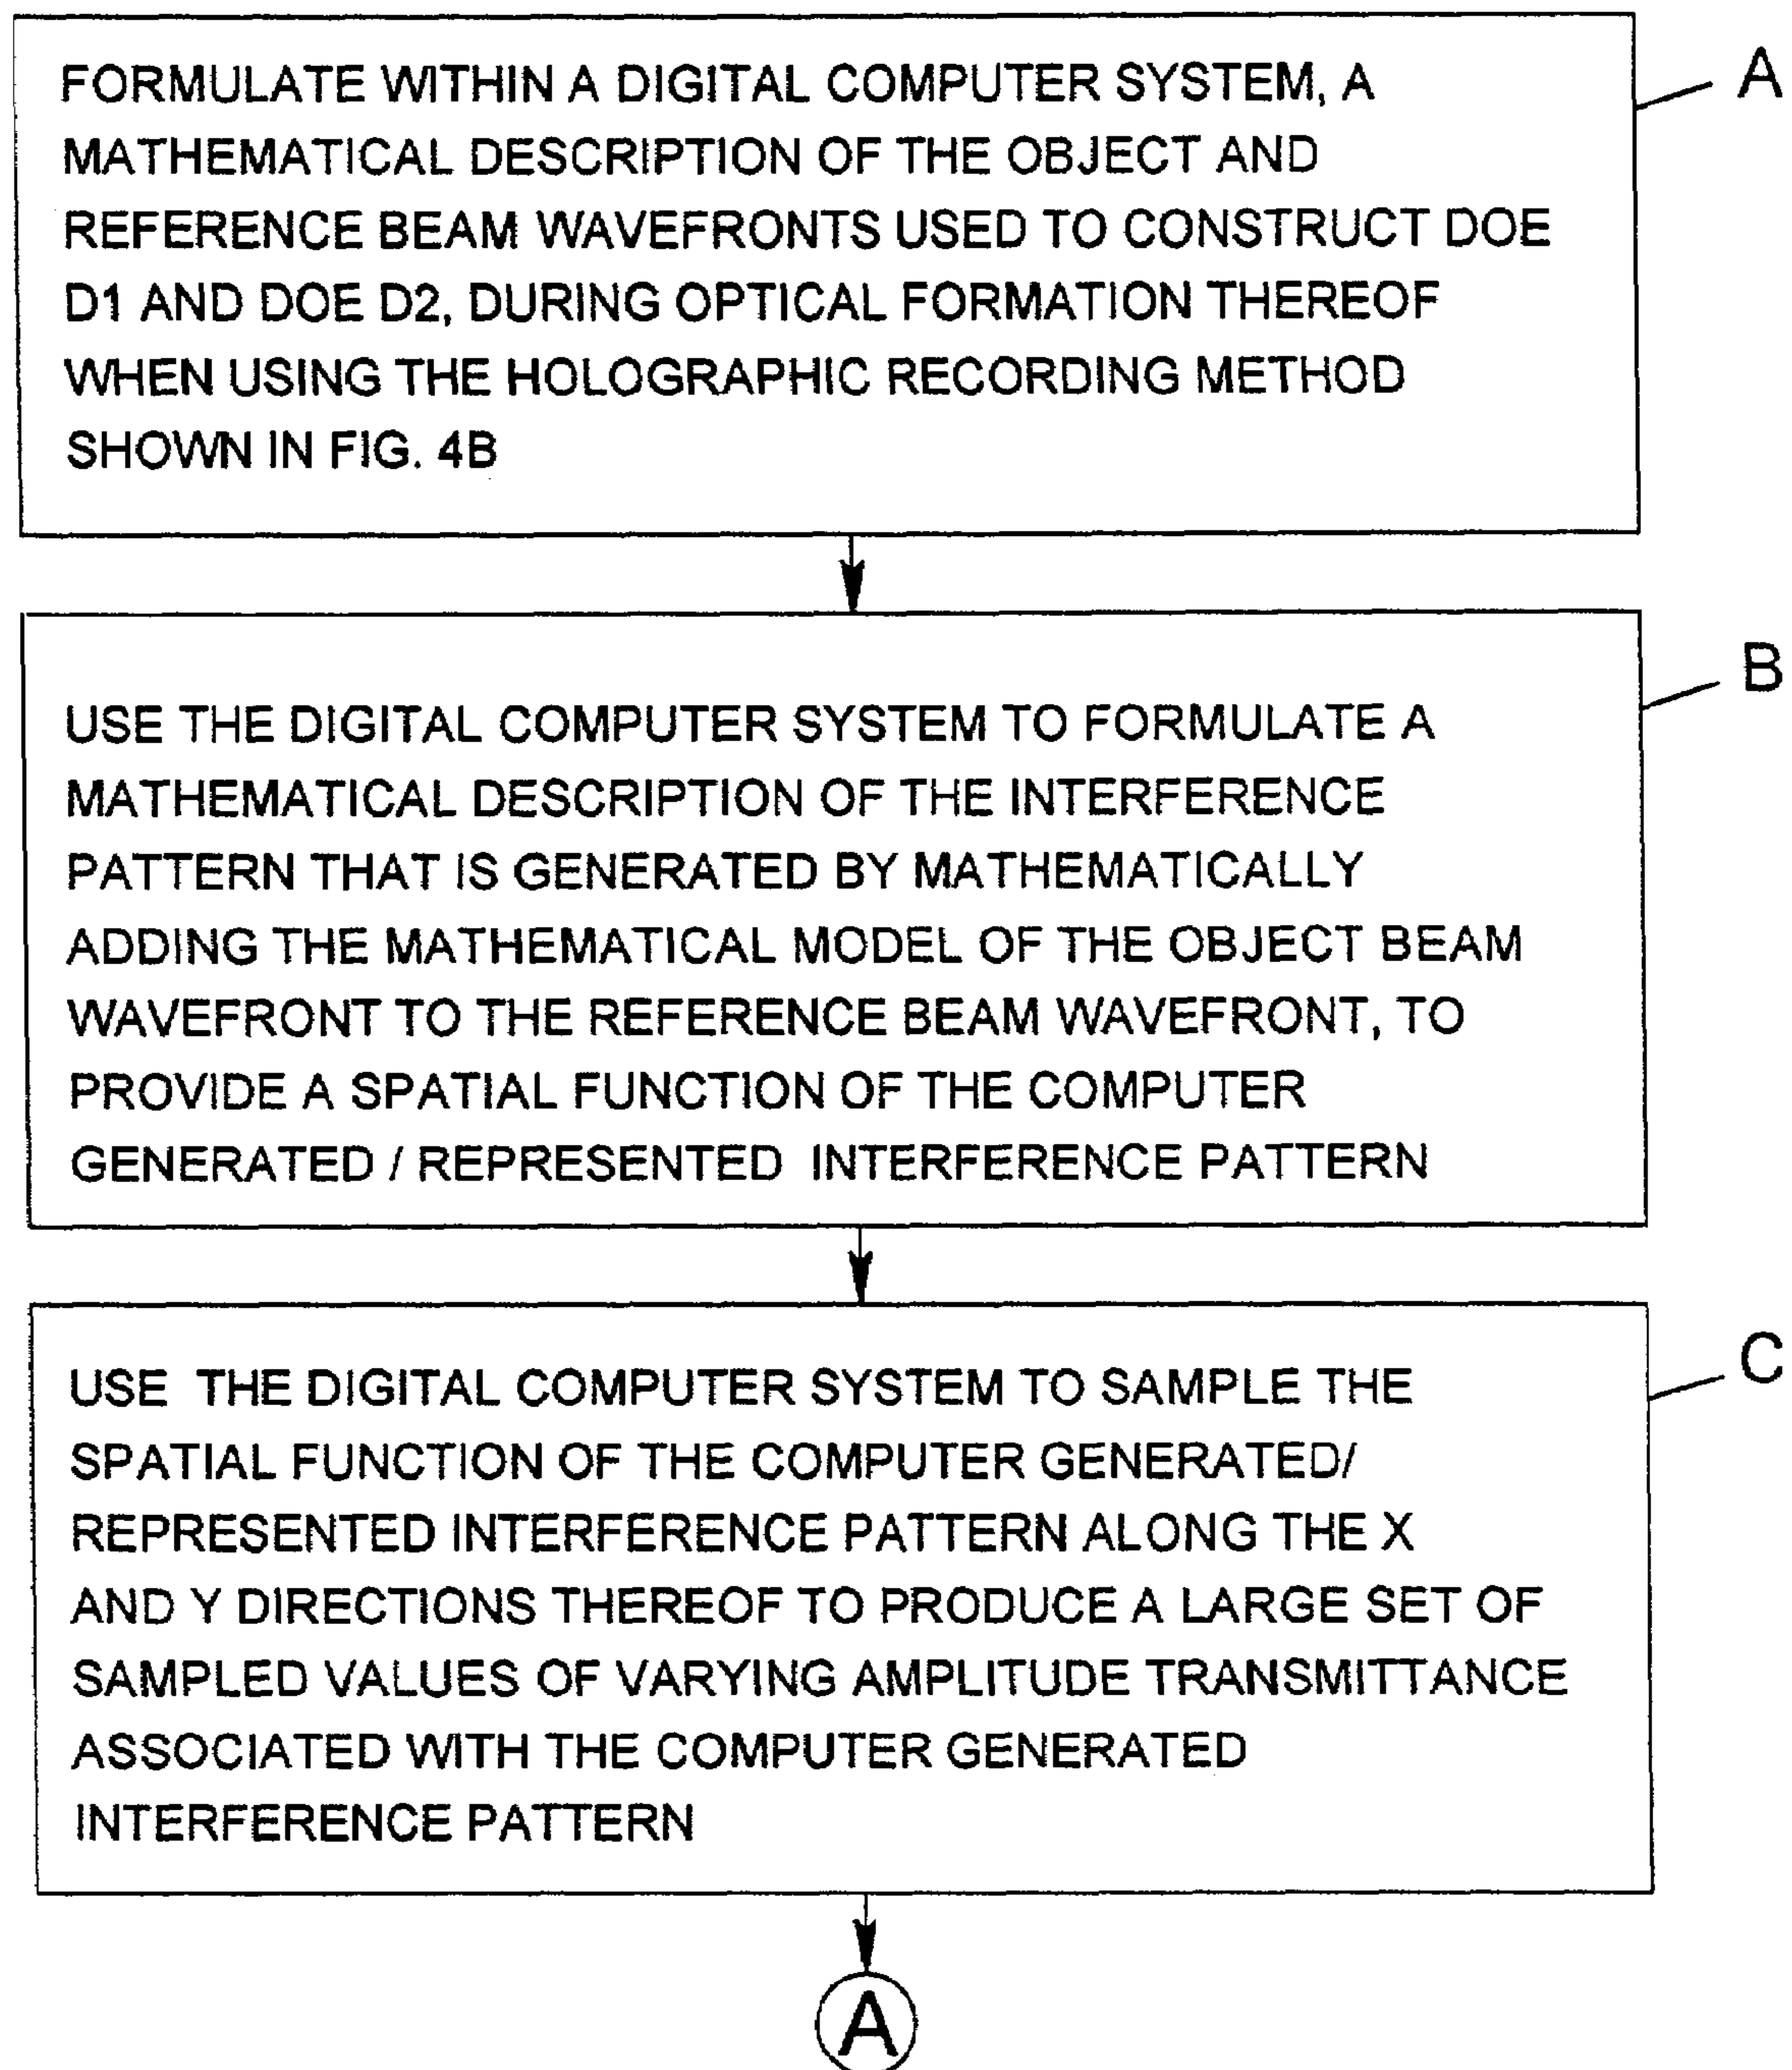 FORMULATE WITHIN A DIGITAL COMPUTER SYSTEM, A
MATHEMATICAL DESCRIPTION OF THE OBJECT AND
REFERENCE BEAM WAVEFRONTS USED TO CONSTRUCT DOE
D1 AND DOE D2, DURING OPTICAL FORMATION THEREOF
WHEN USING THE HOLOGRAPHIC RECORDING METHOD
SHOWN IN FIG. 4B
A
USE THE DIGITAL COMPUTER SYSTEM TO FORMULATE A
MATHEMATICAL DESCRIPTION OF THE INTERFERENCE
PATTERN THAT IS GENERATED BY MATHEMATICALLY
ADDING THE MATHEMATICAL MODEL OF THE OBJECT BEAM
WAVEFRONT TO THE REFERENCE BEAM WAVEFRONT, TO
PROVIDE A SPATIAL FUNCTION OF THE COMPUTER
GENERATED / REPRESENTED INTERFERENCE PATTERN
B
USE THE DIGITAL COMPUTER SYSTEM TO SAMPLE THE
SPATIAL FUNCTION OF THE COMPUTER GENERATED/
REPRESENTED INTERFERENCE PATTERN ALONG THE X
AND Y DIRECTIONS THEREOF TO PRODUCE A LARGE SET OF
SAMPLED VALUES OF VARYING AMPLITUDE TRANSMITTANCE
ASSOCIATED WITH THE COMPUTER GENERATED
INTERFERENCE PATTERN
C
A